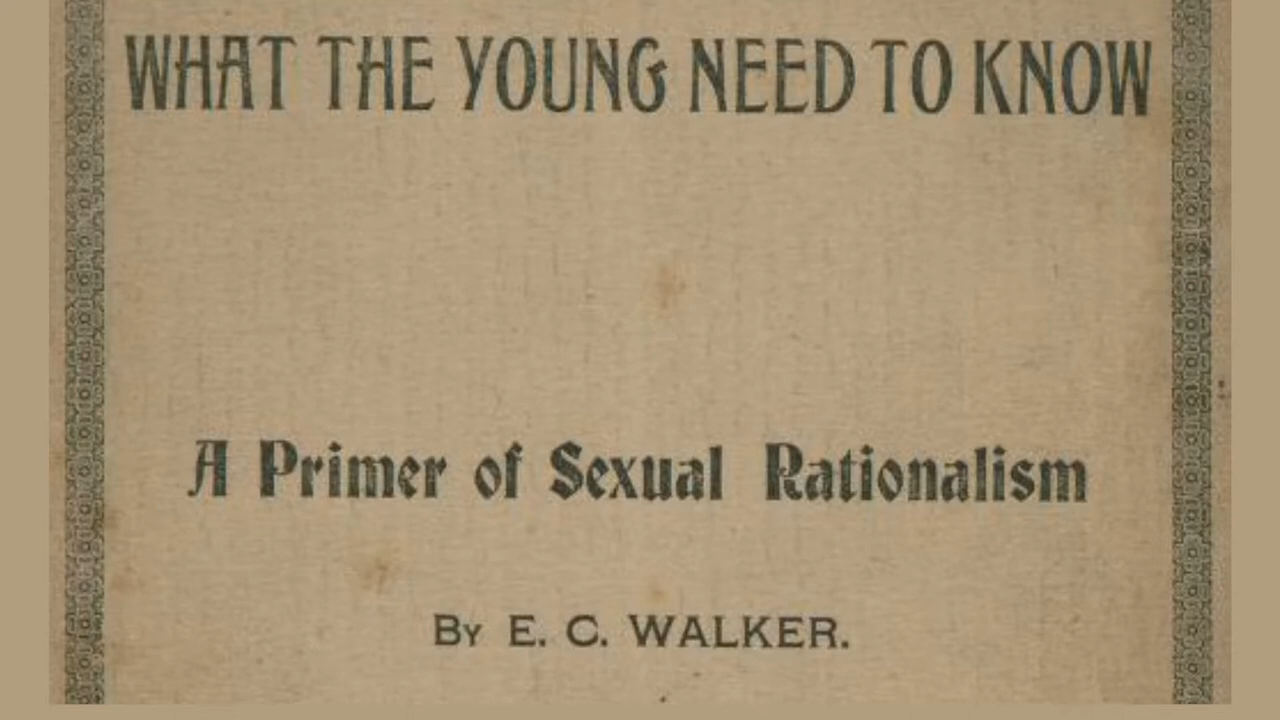 WHAT THE YOUNG NEED TO KNOW
A Primer of Sexual Rationalism
By E. C. WALKER.